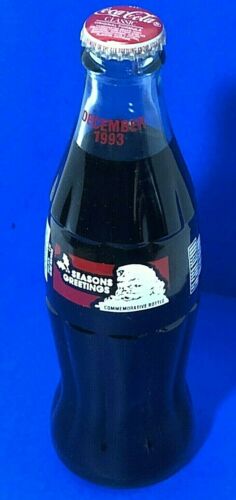 Coca-Cola
CLASSIC
DECEMBER
1993
SEASONS
GREETINGS
COMMEMORATIVE BOTTLE